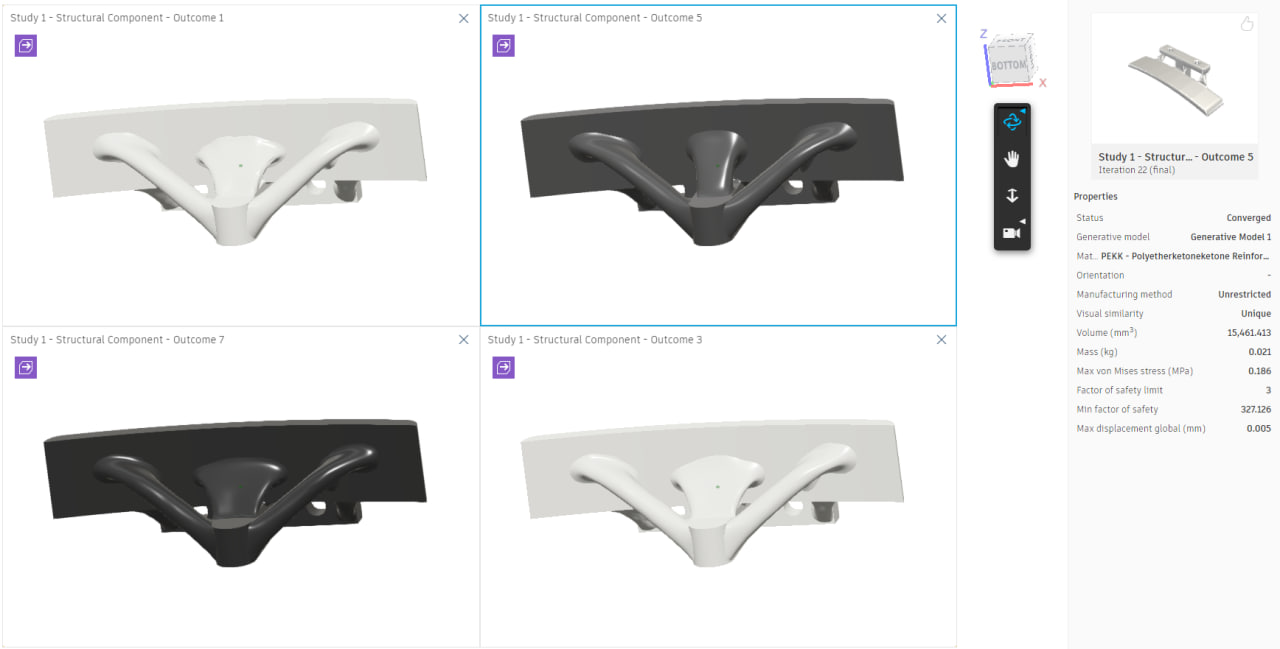 Study 1 - Structural Component - Outcome 1
Study 1 - Structural Component - Outcome 5
Study 1 - Structural Component - Outcome 7
Study 1 - Structural Component - Outcome 3
Z
FRONT
BOTTOM
X
Study 1 - Structur... - Outcome 5
Iteration 22 (final)
Properties
Status Converged
Generative model Generative Model 1
Mat... PEKK - Polyetherketoneketone Reinfor...
Orientation -
Manufacturing method Unrestricted
Visual similarity Unique
Volume (mm³) 15,461.413
Mass (kg) 0.021
Max von Mises stress (MPa) 0.186
Factor of safety limit 3
Min factor of safety 327.126
Max displacement global (mm) 0.005